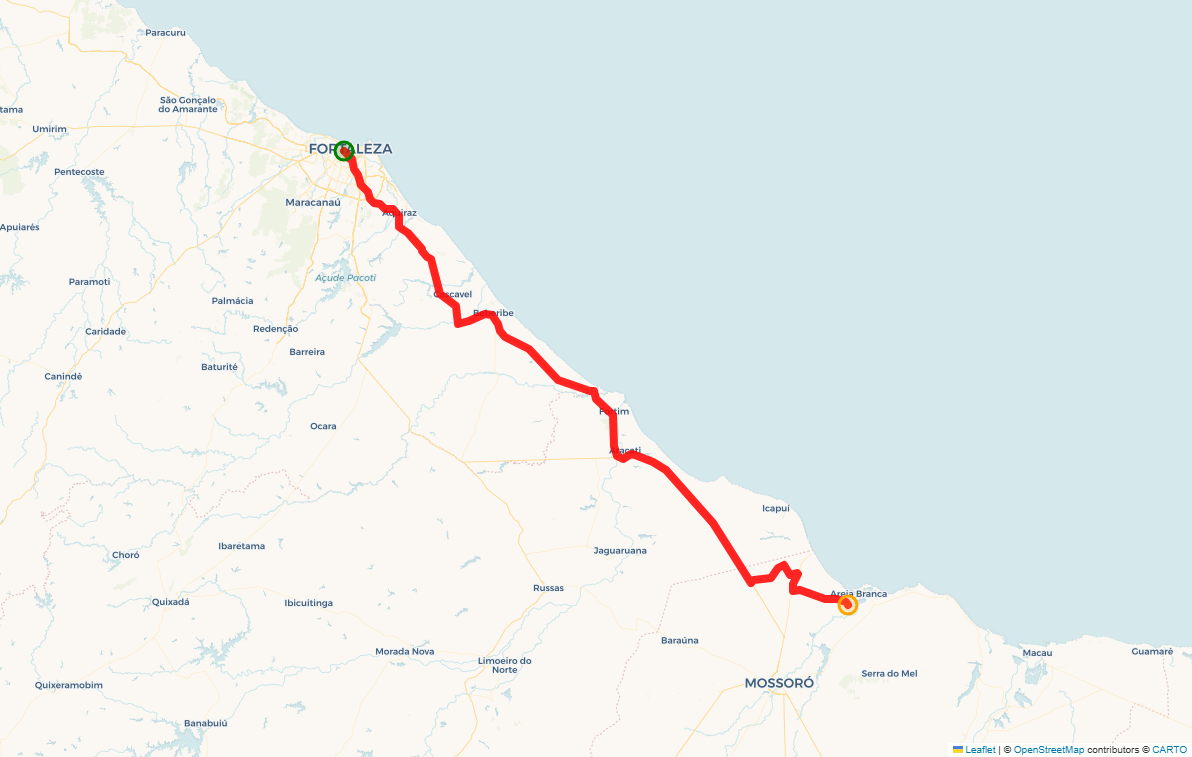 Paracuru
São Gonçalo
do Amarante
tama
Umirim
FORTALEZA
Pentecoste
Maracanaú
Aquiraz
Apuiarés
Açude Pacoti
Paramoti
Cascavel
Palmácia
Beberibe
Redenção
Caridade
Barreira
Baturité
Canindé
Fortim
Ocara
Aracati
Icapuí
Ibaretama
Jaguaruana
Choró
Russas
Areia Branca
Quixadá
Ibicuitinga
Baraúna
Morada Nova
Macau
Guamaré
Limoeiro do
Norte
Serra do Mel
Quixeramobim
MOSSORÓ
Banabuiú
Leaflet | © OpenStreetMap contributors © CARTO